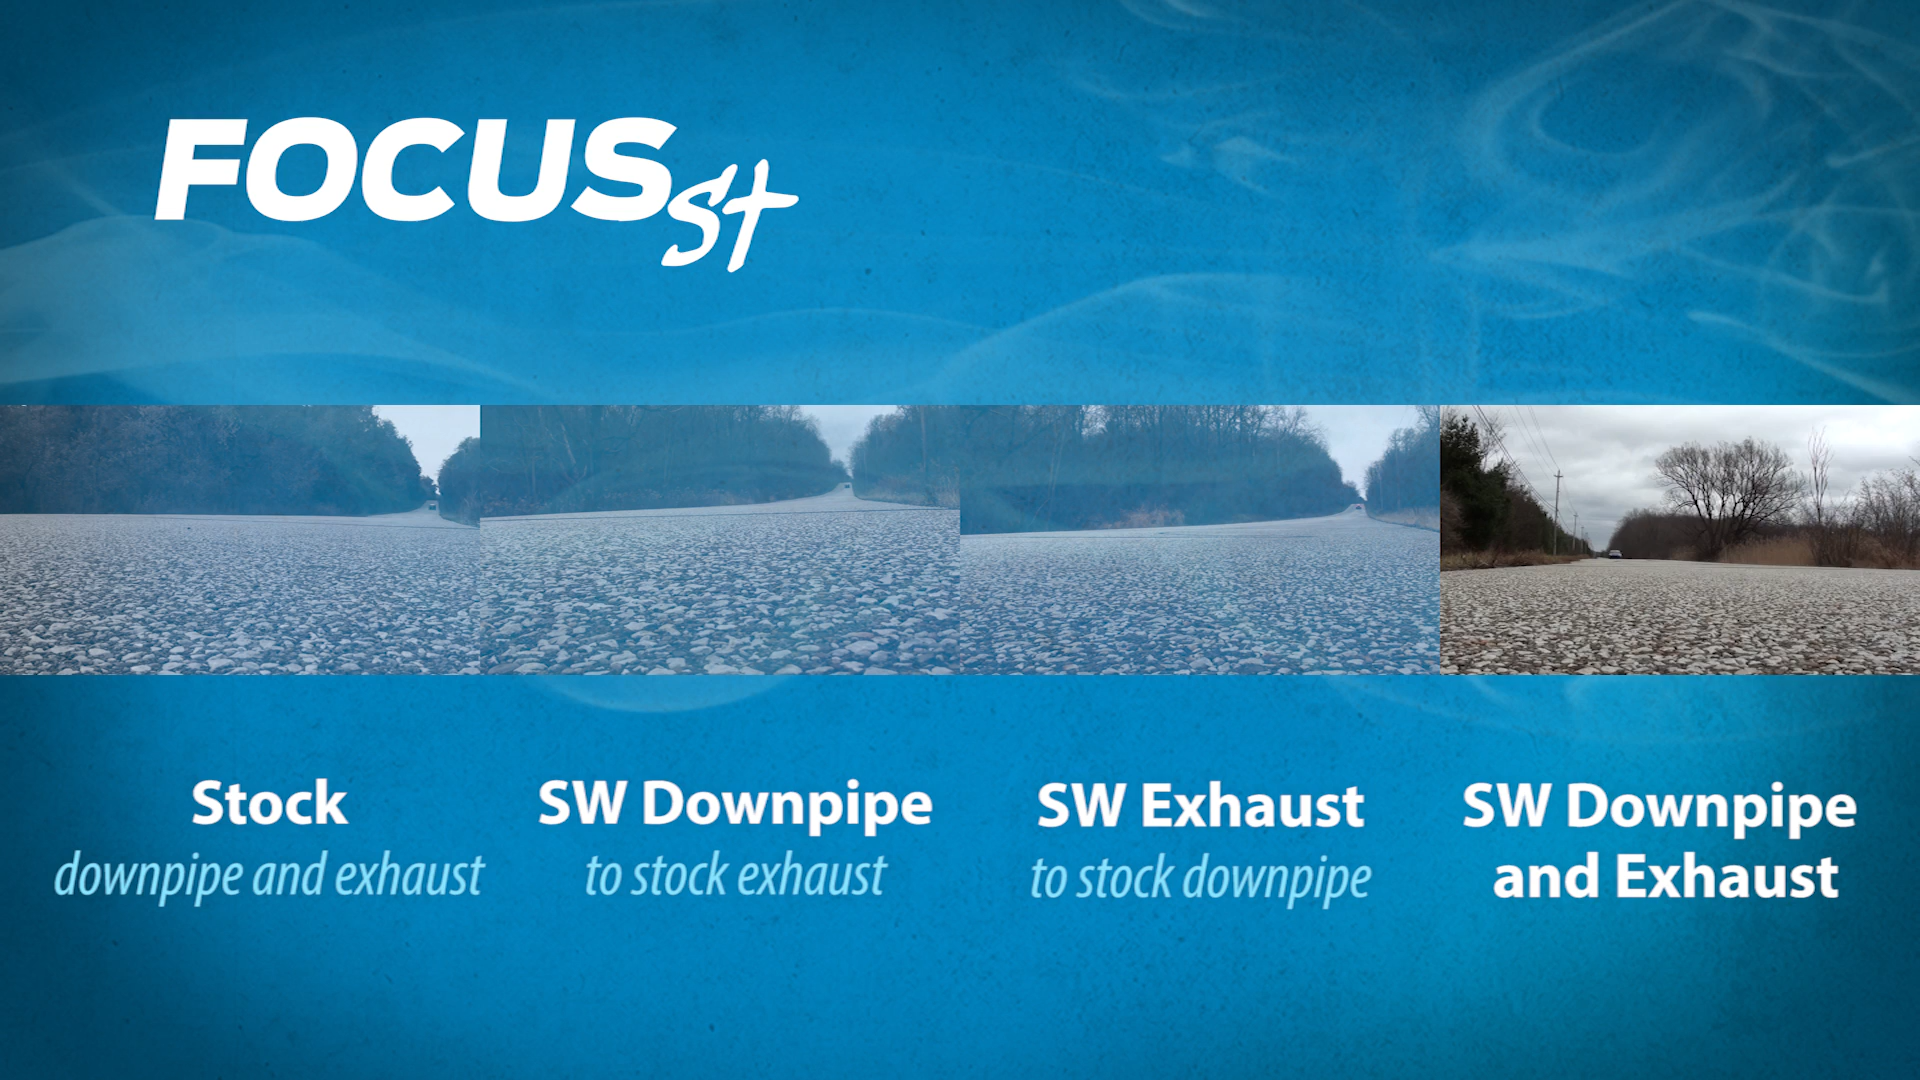 FOCUS ST
Stock
downpipe and exhaust
SW Downpipe
to stock exhaust
SW Exhaust
to stock downpipe
SW Downpipe
and Exhaust